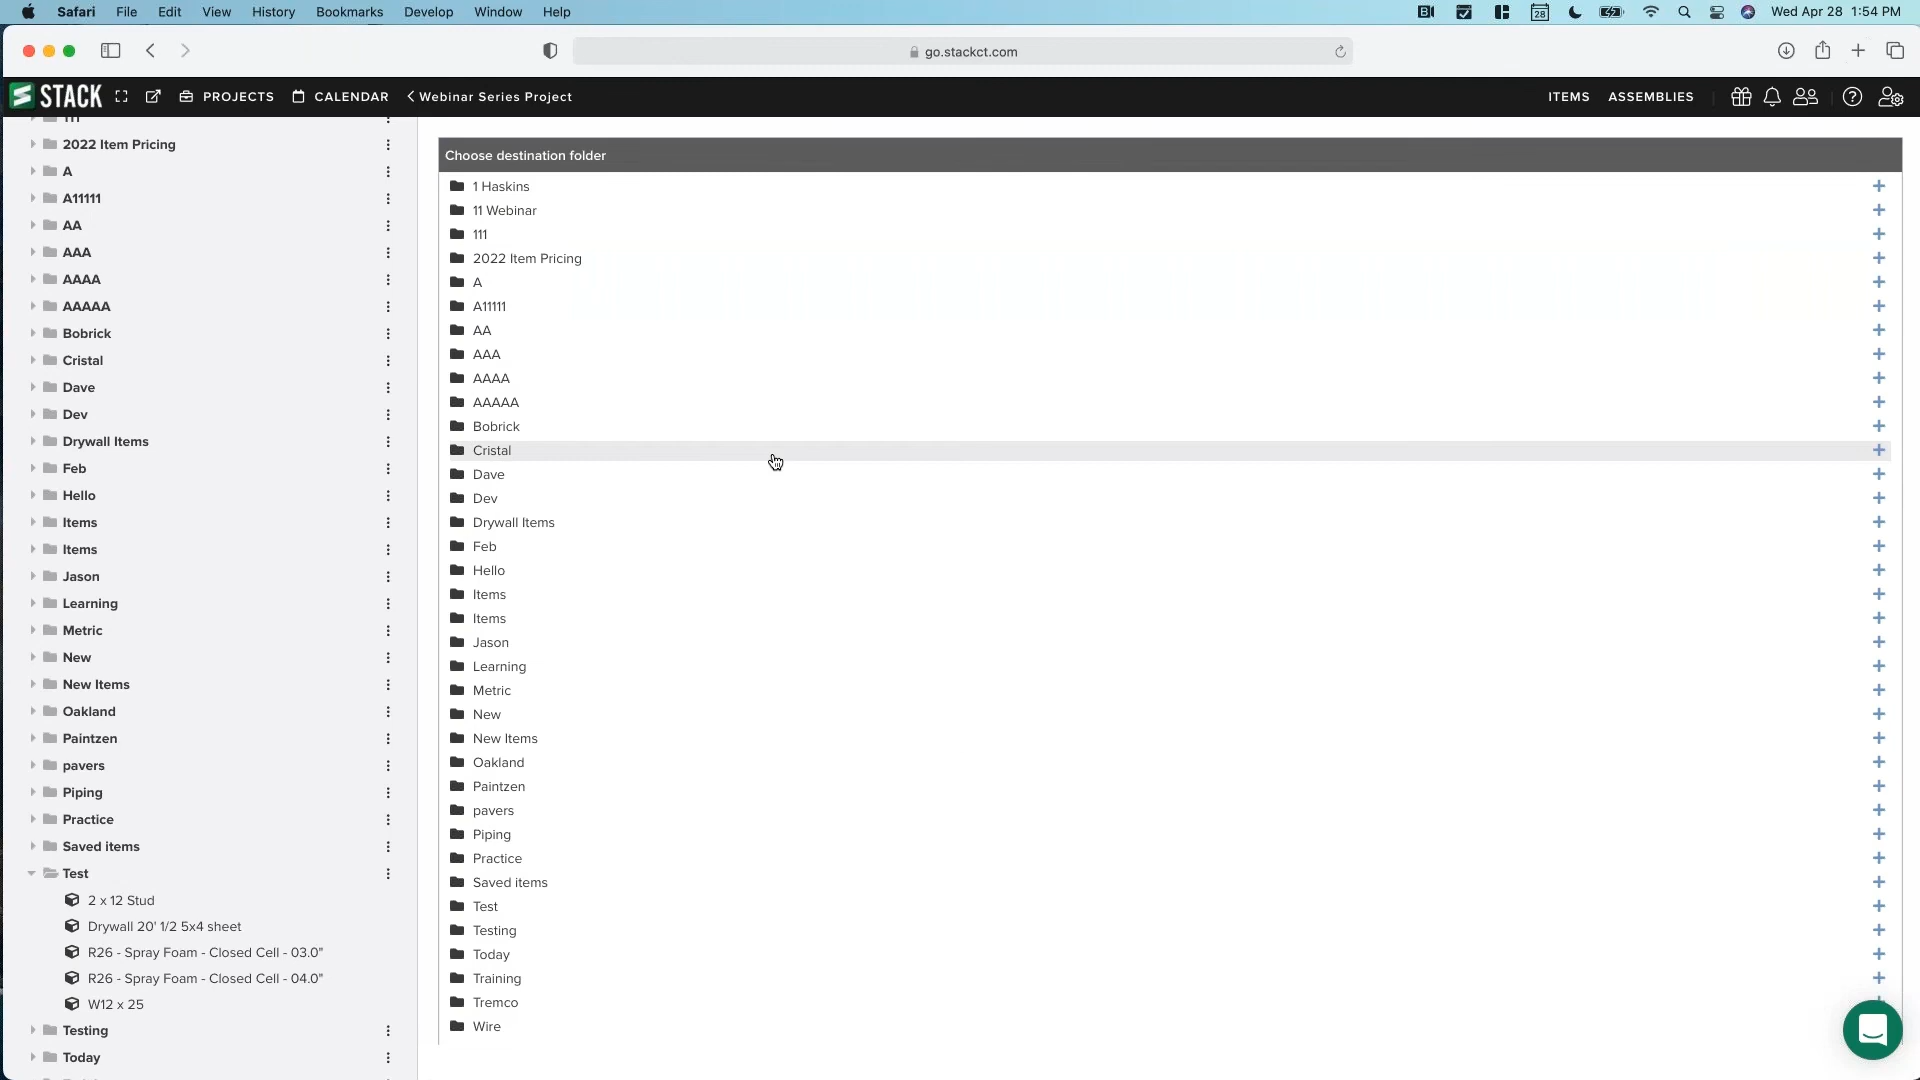 Safari File Edit View History Bookmarks Develop Window Help 28 Wed Apr 28 1:54 PM
go.stackct.com
STACK PROJECTS CALENDAR Webinar Series Project ITEMS ASSEMBLIES
111
2022 Item Pricing
A
A11111
AA
AAA
AAAA
AAAAA
Bobrick
Cristal
Dave
Dev
Drywall Items
Feb
Hello
Items
Items
Jason
Learning
Metric
New
New Items
Oakland
Paintzen
pavers
Piping
Practice
Saved items
Test
2 x 12 Stud
Drywall 20' 1/2 5x4 sheet
R26 - Spray Foam - Closed Cell - 03.0"
R26 - Spray Foam - Closed Cell - 04.0"
W12 x 25
Testing
Today
Choose destination folder
1 Haskins
11 Webinar
111
2022 Item Pricing
A
A11111
AA
AAA
AAAA
AAAAA
Bobrick
Cristal
Dave
Dev
Drywall Items
Feb
Hello
Items
Items
Jason
Learning
Metric
New
New Items
Oakland
Paintzen
pavers
Piping
Practice
Saved items
Test
Testing
Today
Training
Tremco
Wire